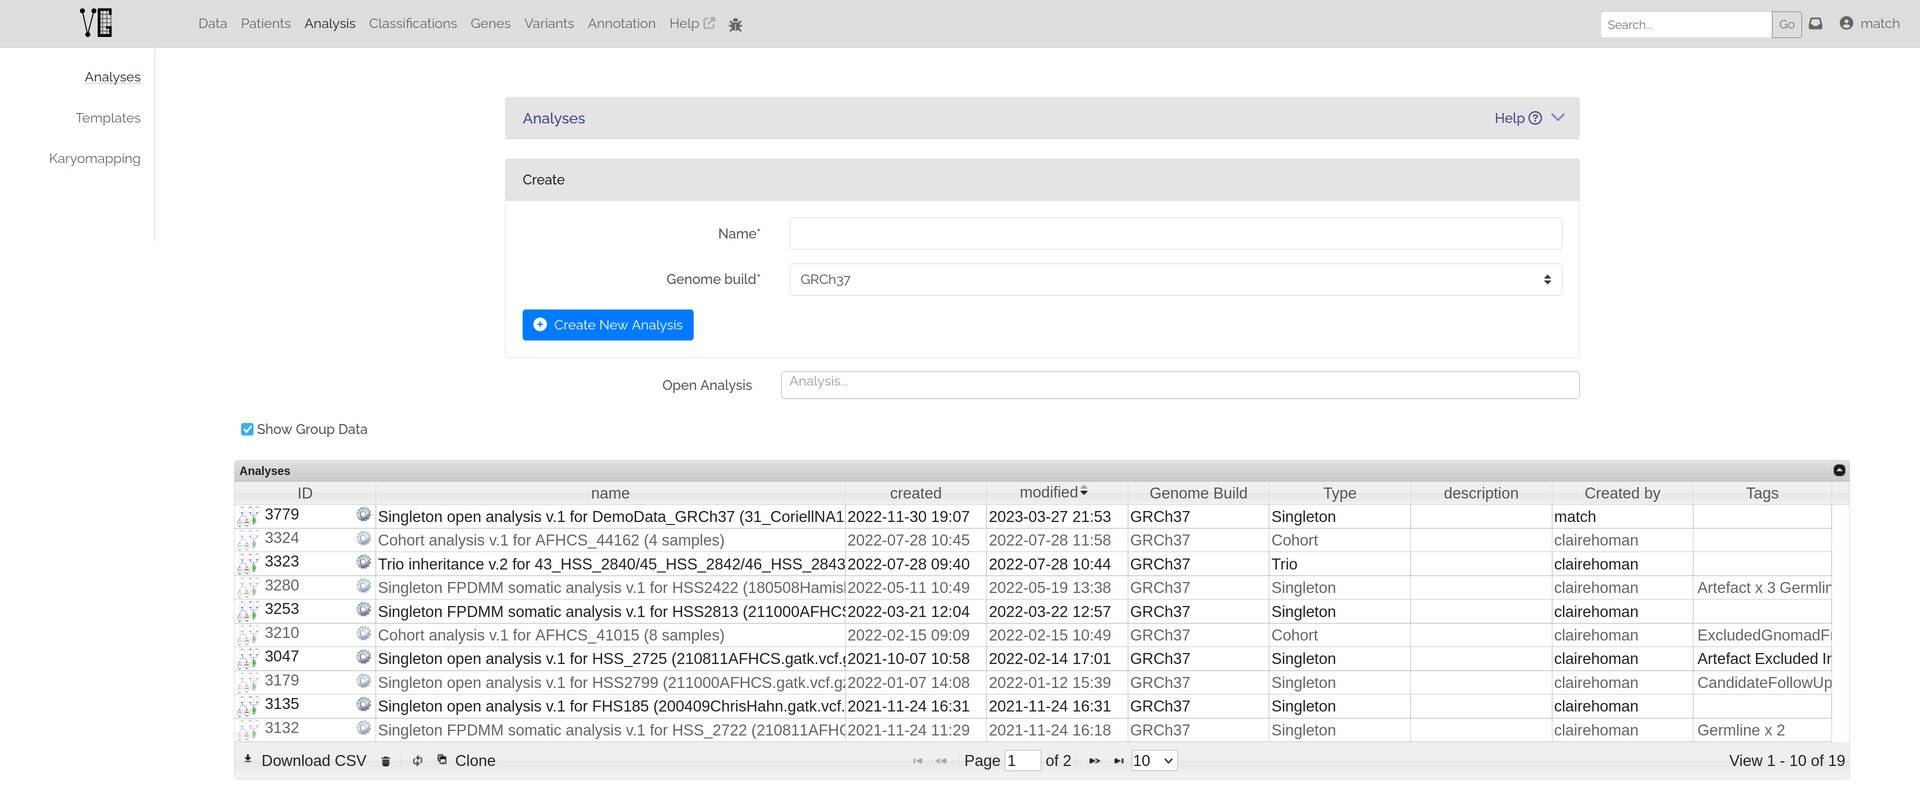 VG Data Patients Analysis Classifications Genes Variants Annotation Help Search... Go match
Analyses
Templates
Karyomapping
Analyses Help
Create
Name*
Genome build* GRCh37
Create New Analysis
Open Analysis Analysis...
Show Group Data
Analyses
ID name created modified Genome Build Type description Created by Tags
3779 Singleton open analysis v.1 for DemoData_GRCh37 (31_CoriellNA1 2022-11-30 19:07 2023-03-27 21:53 GRCh37 Singleton match
3324 Cohort analysis v.1 for AFHCS_44162 (4 samples) 2022-07-28 10:45 2022-07-28 11:58 GRCh37 Cohort clairehoman
3323 Trio inheritance v.2 for 43_HSS_2840/45_HSS_2842/46_HSS_2843 2022-07-28 09:40 2022-07-28 10:44 GRCh37 Trio clairehoman
3280 Singleton FPDMM somatic analysis v.1 for HSS2422 (180508Hamis 2022-05-11 10:49 2022-05-19 13:38 GRCh37 Singleton clairehoman Artefact x 3 Germlin
3253 Singleton FPDMM somatic analysis v.1 for HSS2813 (211000AFHCS 2022-03-21 12:04 2022-03-22 12:57 GRCh37 Singleton clairehoman
3210 Cohort analysis v.1 for AFHCS_41015 (8 samples) 2022-02-15 09:09 2022-02-15 10:49 GRCh37 Cohort clairehoman ExcludedGnomadF
3047 Singleton open analysis v.1 for HSS_2725 (210811AFHCS.gatk.vcf.g 2021-10-07 10:58 2022-02-14 17:01 GRCh37 Singleton clairehoman Artefact Excluded In
3179 Singleton open analysis v.1 for HSS2799 (211000AFHCS.gatk.vcf.gz 2022-01-07 14:08 2022-01-12 15:39 GRCh37 Singleton clairehoman CandidateFollowUp
3135 Singleton open analysis v.1 for FHS185 (200409ChrisHahn.gatk.vcf. 2021-11-24 16:31 2021-11-24 16:31 GRCh37 Singleton clairehoman
3132 Singleton FPDMM somatic analysis v.1 for HSS_2722 (210811AFHC 2021-11-24 11:29 2021-11-24 16:18 GRCh37 Singleton clairehoman Germline x 2
Download CSV Clone Page 1 of 2 10 View 1 - 10 of 19